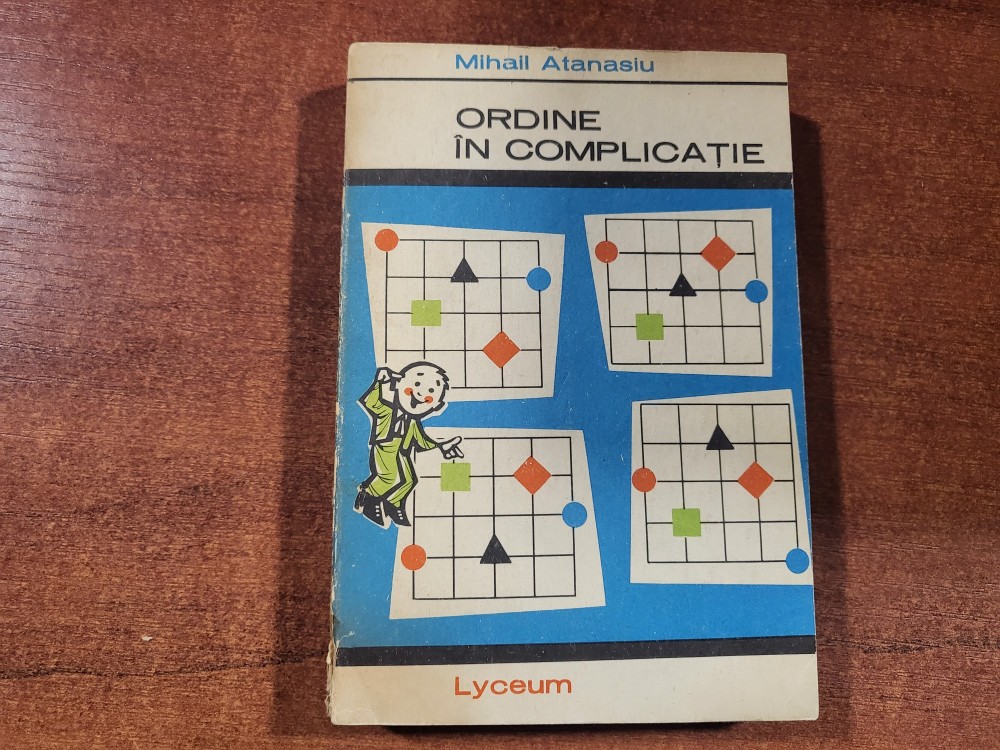 Mihail Atanasiu
ORDINE
ÎN COMPLICAȚIE
Lyceum